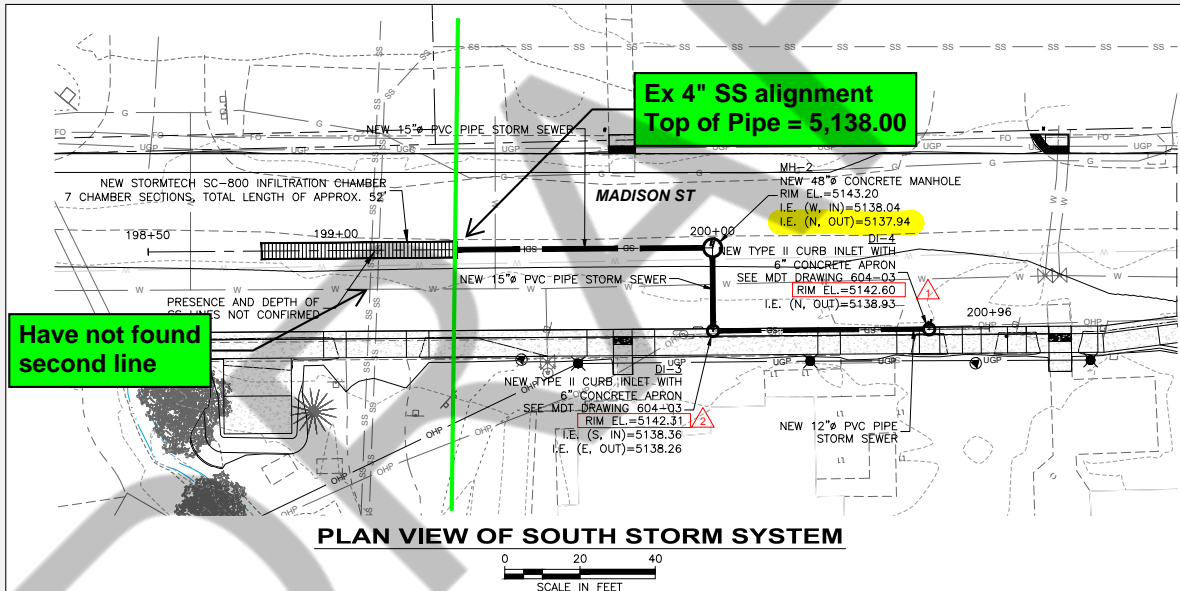 Ex 4" SS alignment
Top of Pipe = 5,138.00
NEW 15"ø PVC PIPE STORM SEWER
NEW STORMTECH SC-800 INFILTRATION CHAMBER
7 CHAMBER SECTIONS, TOTAL LENGTH OF APPROX. 52'
MADISON ST
MH-2
NEW 48"ø CONCRETE MANHOLE
RIM EL.=5143.20
I.E. (W, IN)=5138.04
I.E. (N, OUT)=5137.94
198+50
199+00
200+00
DI-4
NEW TYPE II CURB INLET WITH
6" CONCRETE APRON
SEE MDT DRAWING 604-03
RIM EL.=5142.60
1
I.E. (N, OUT)=5138.93
200+96
NEW 15"ø PVC PIPE STORM SEWER
PRESENCE AND DEPTH OF
SS LINES NOT CONFIRMED
Have not found
second line
DI-3
NEW TYPE II CURB INLET WITH
6" CONCRETE APRON
SEE MDT DRAWING 604-03
RIM EL.=5142.31
2
I.E. (S, IN)=5138.36
I.E. (E, OUT)=5138.26
NEW 12"ø PVC PIPE
STORM SEWER
PLAN VIEW OF SOUTH STORM SYSTEM
0 20 40
SCALE IN FEET